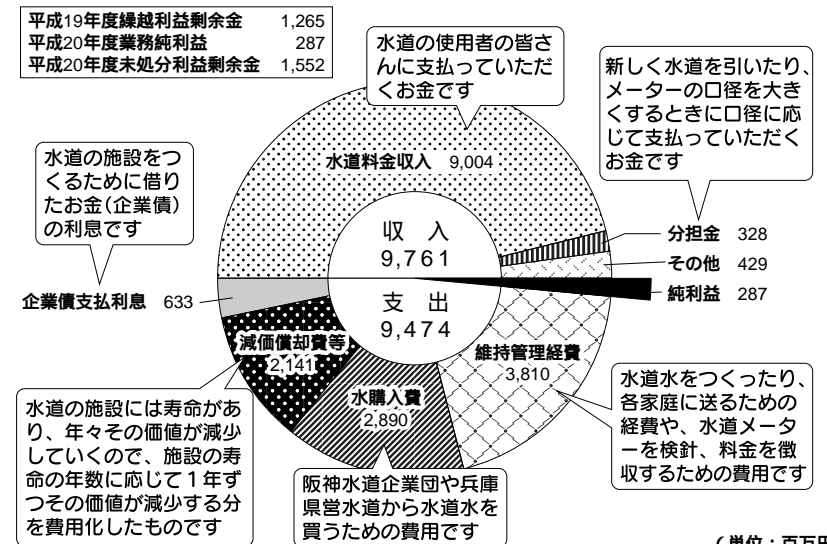 平成19年度繰越利益剰余金 1,265
平成20年度業務純利益 287
平成20年度未処分利益剰余金 1,552
水道の使用者の皆さ
んに支払っていただ
くお金です
新しく水道を引いたり、
メーターの口径を大き
くするときに口径に応
じて支払っていただく
お金です
水道の施設をつ
くるために借り
たお金(企業債)
の利息です
水道料金収入 9,004
収 入
9,761
分担金 328
その他 429
純利益 287
企業債支払利息 633
支 出
9,474
減価償却費等
2,141
水購入費
2,890
維持管理経費
3,810
水道の施設には寿命があ
り、年々その価値が減少
していくので、施設の寿
命の年数に応じて1年ず
つその価値が減少する分
を費用化したものです
阪神水道企業団や兵庫
県営水道から水道水を
買うための費用です
水道水をつくったり、
各家庭に送るための
経費や、水道メータ
ーを検針、料金を徴
収するための費用です
(単位:百万円